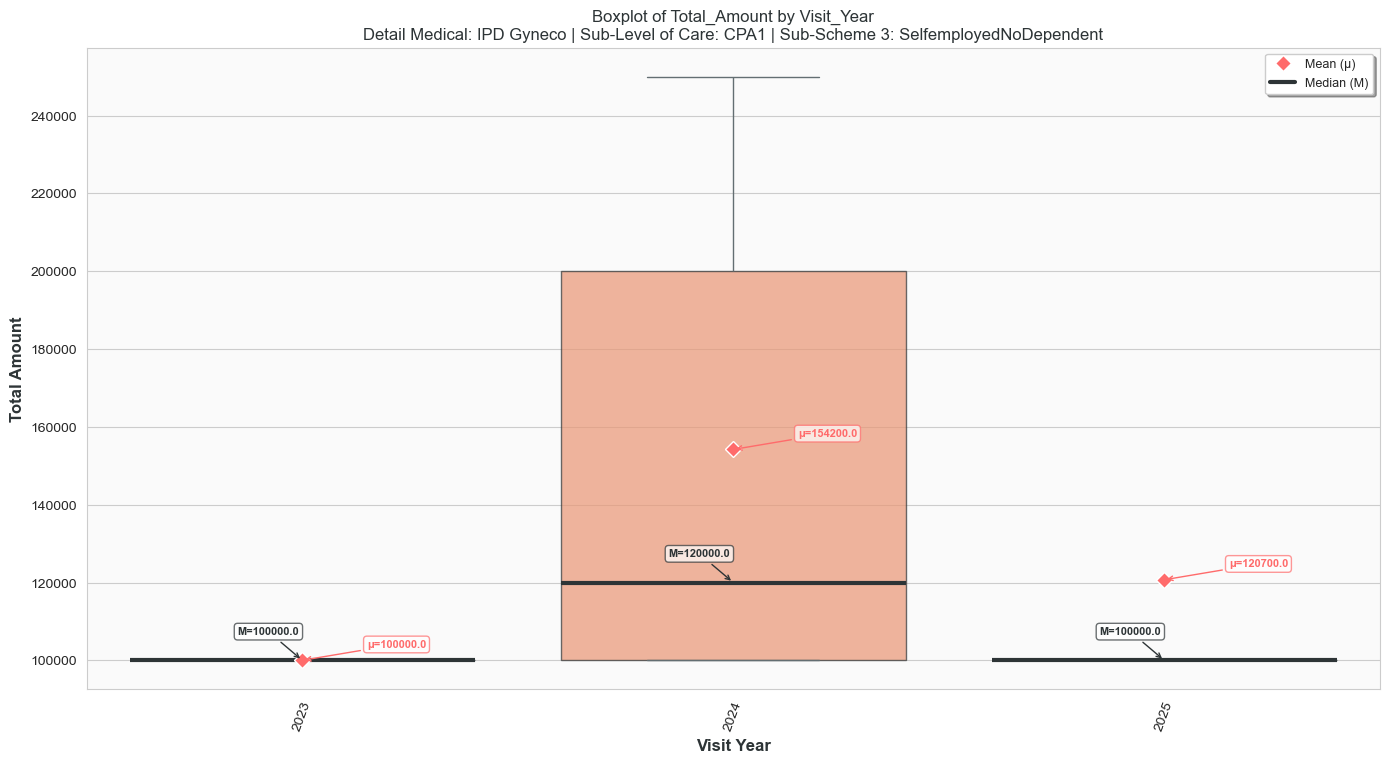 Boxplot of Total_Amount by Visit_Year
Detail Medical: IPD Gyneco | Sub-Level of Care: CPA1 | Sub-Scheme 3: SelfemployedNoDependent
Mean (μ)
Median (M)
Total Amount
240000
220000
200000
180000
160000
140000
120000
100000
M=100000.0
μ=100000.0
μ=154200.0
M=120000.0
μ=120700.0
M=100000.0
2023
2024
2025
Visit Year